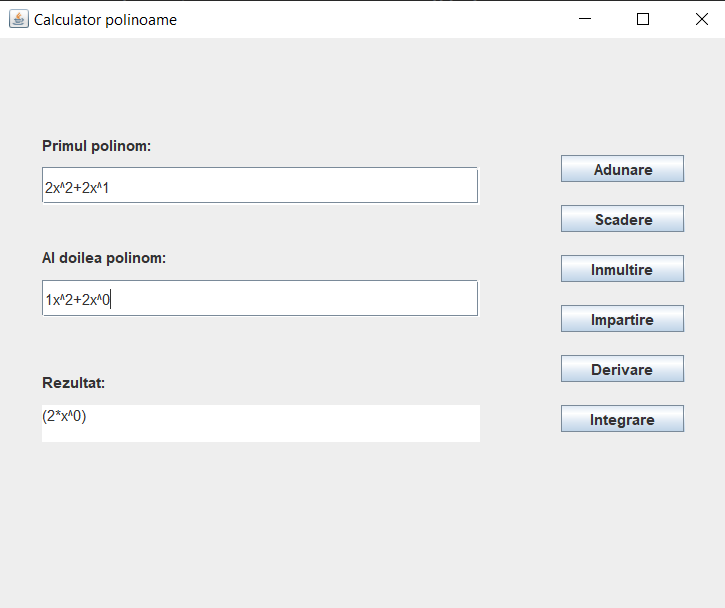 Calculator polinoame
Primul polinom:
2x^2+2x^1
Al doilea polinom:
1x^2+2x^0
Rezultat:
(2*x^0)
Adunare
Scadere
Inmultire
Impartire
Derivare
Integrare